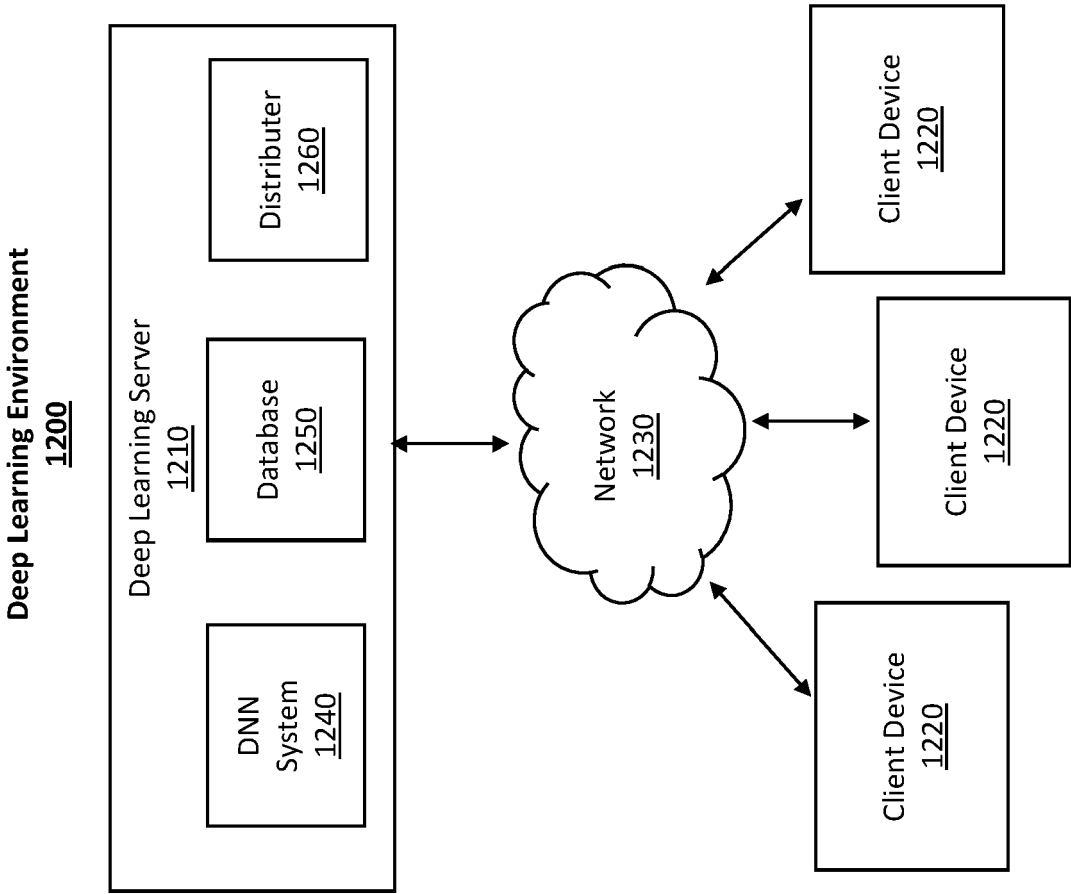 Deep Learning Environment
1200
Deep Learning Server
1210
DNN
System
1240
Database
1250
Distributer
1260
Network
1230
Client Device
1220
Client Device
1220
Client Device
1220